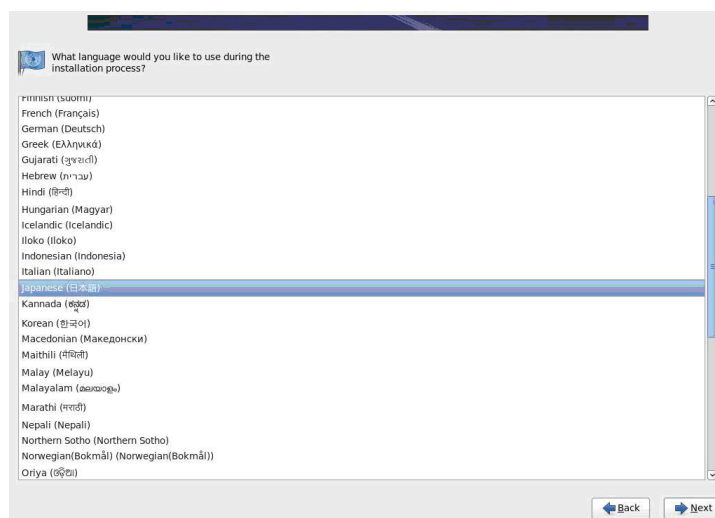 What language would you like to use during the
installation process?
Finnish (suomi)
French (Français)
German (Deutsch)
Greek (Ελληνικά)
Gujarati (ગુજરાતી)
Hebrew (עברית)
Hindi (हिन्दी)
Hungarian (Magyar)
Icelandic (Icelandic)
Iloko (Iloko)
Indonesian (Indonesia)
Italian (Italiano)
Japanese (日本語)
Kannada (ಕನ್ನಡ)
Korean (한국어)
Macedonian (Македонски)
Maithili (मैथिली)
Malay (Melayu)
Malayalam (മലയാളം)
Marathi (मराठी)
Nepali (Nepali)
Northern Sotho (Northern Sotho)
Norwegian(Bokmål) (Norwegian(Bokmål))
Oriya (ଓଡ଼ିଆ)
Back Next